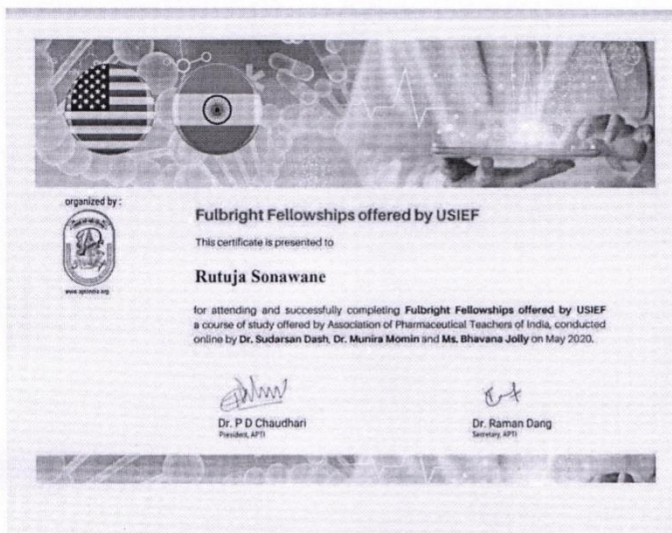 organized by :
www.aptiindia.org
Fulbright Fellowships offered by USIEF
This certificate is presented to
Rutuja Sonawane
for attending and successfully completing Fulbright Fellowships offered by USIEF
a course of study offered by Association of Pharmaceutical Teachers of India, conducted
online by Dr. Sudarsan Dash, Dr. Munira Momin and Ms. Bhavana Jolly on May 2020.
Dr. P D Chaudhari
President, APTI
Dr. Raman Dang
Secretary, APTI